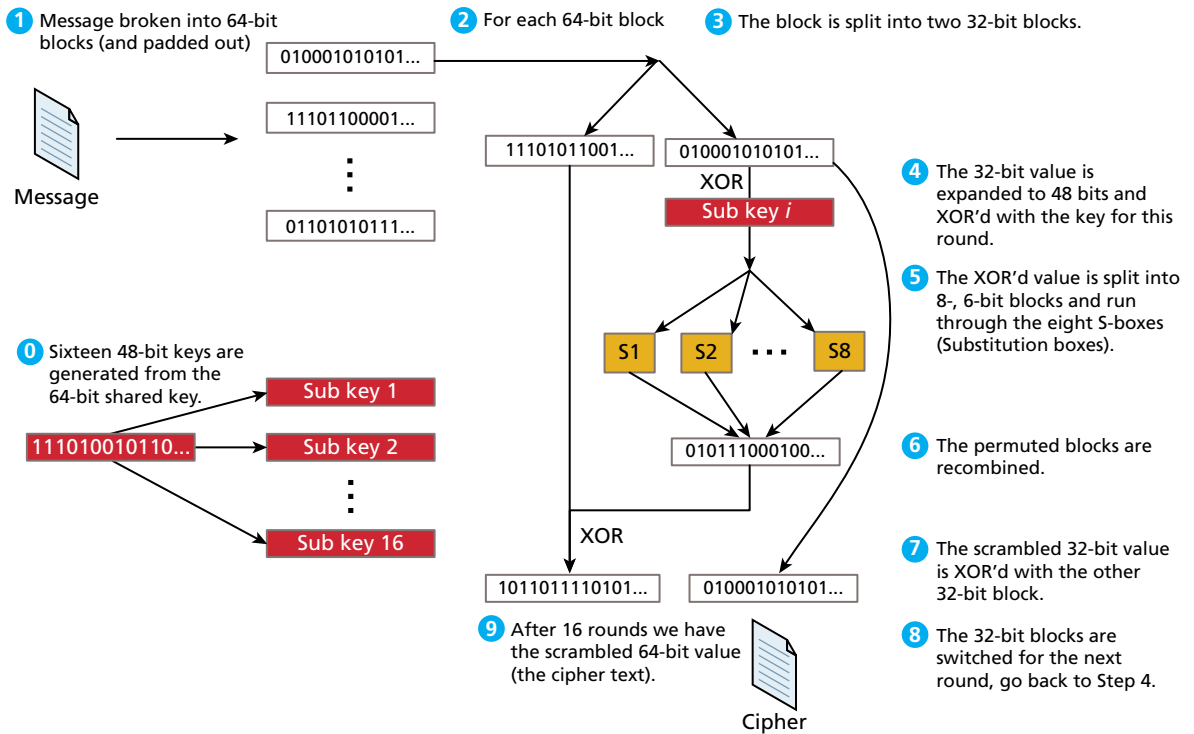 1 Message broken into 64-bit
blocks (and padded out)
2 For each 64-bit block
3 The block is split into two 32-bit blocks.
010001010101...
11101100001...
01101010111...
Message
11101011001...
010001010101...
XOR
Sub key i
4 The 32-bit value is
expanded to 48 bits and
XOR'd with the key for this
round.
5 The XOR'd value is split into
8-, 6-bit blocks and run
through the eight S-boxes
(Substitution boxes).
S1
S2
S8
0 Sixteen 48-bit keys are
generated from the
64-bit shared key.
111010010110...
Sub key 1
Sub key 2
Sub key 16
010111000100...
6 The permuted blocks are
recombined.
XOR
7 The scrambled 32-bit value
is XOR'd with the other
32-bit block.
1011011110101...
010001010101...
9 After 16 rounds we have
the scrambled 64-bit value
(the cipher text).
8 The 32-bit blocks are
switched for the next
round, go back to Step 4.
Cipher